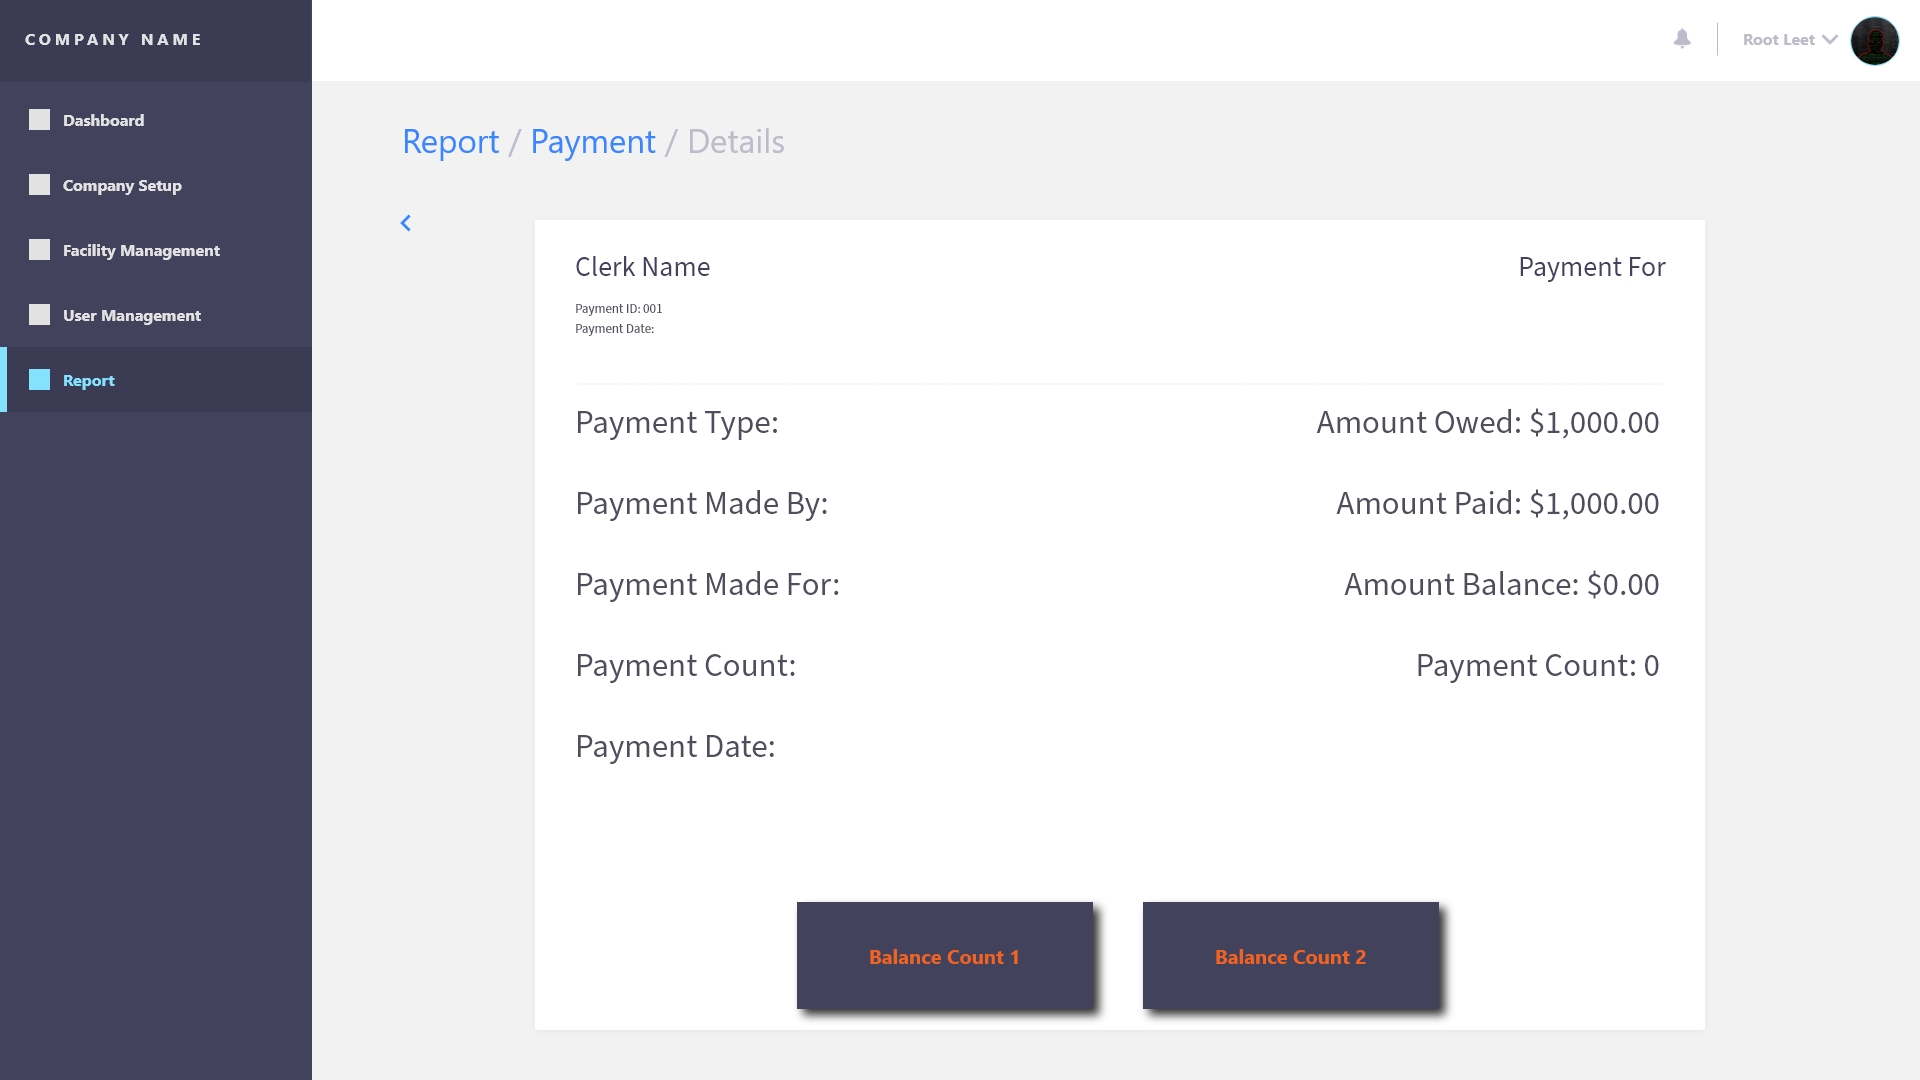 COMPANY NAME
Root Leet
Dashboard
Company Setup
Facility Management
User Management
Report
Report / Payment / Details
Clerk Name
Payment For
Payment ID: 001
Payment Date:
Payment Type:
Amount Owed: $1,000.00
Payment Made By:
Amount Paid: $1,000.00
Payment Made For:
Amount Balance: $0.00
Payment Count:
Payment Count: 0
Payment Date:
Balance Count 1
Balance Count 2